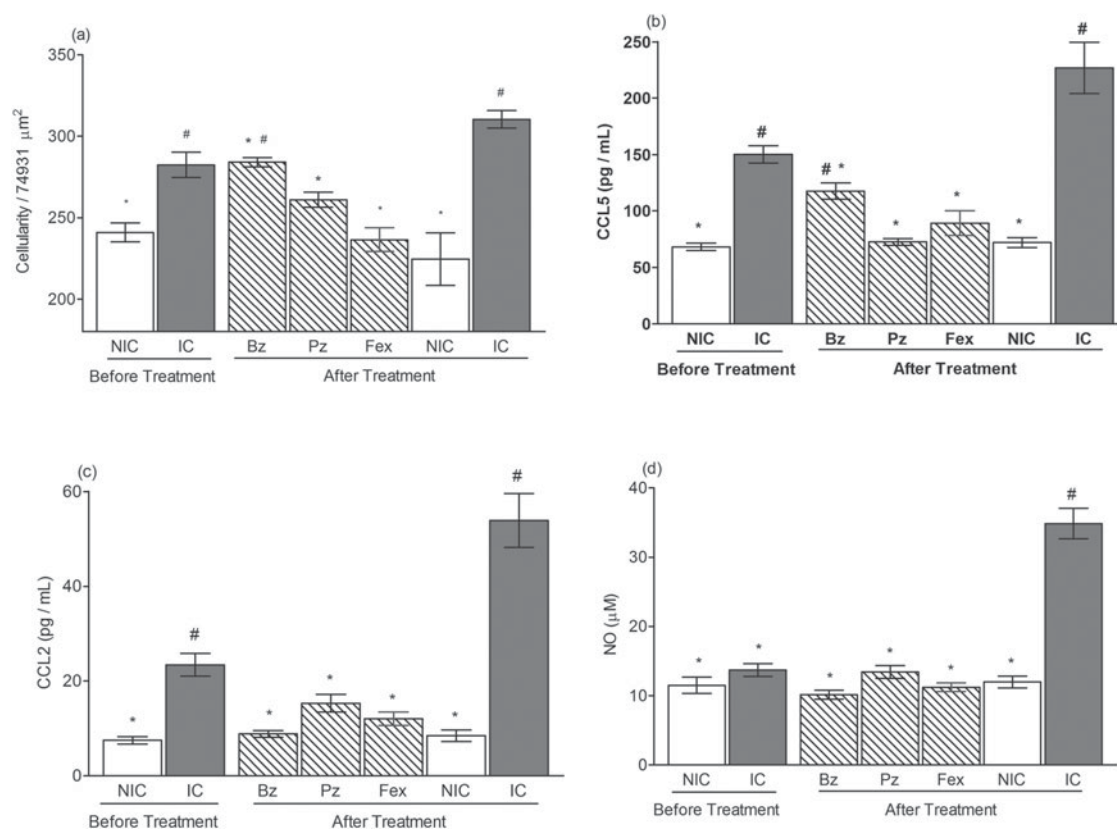 (a)
Cellularity / 74931 μm²
350
300
250
200
* # * # * * * #
NIC IC Bz Pz Fex NIC IC
Before Treatment After Treatment
(b)
CCL5 (pg / mL)
250
200
150
100
50
0
* # # * * * * #
NIC IC Bz Pz Fex NIC IC
Before Treatment After Treatment
(c)
CCL2 (pg / mL)
60
40
20
0
* # * * * * #
NIC IC Bz Pz Fex NIC IC
Before Treatment After Treatment
(d)
NO (μM)
40
30
20
10
0
* * * * * * #
NIC IC Bz Pz Fex NIC IC
Before Treatment After Treatment